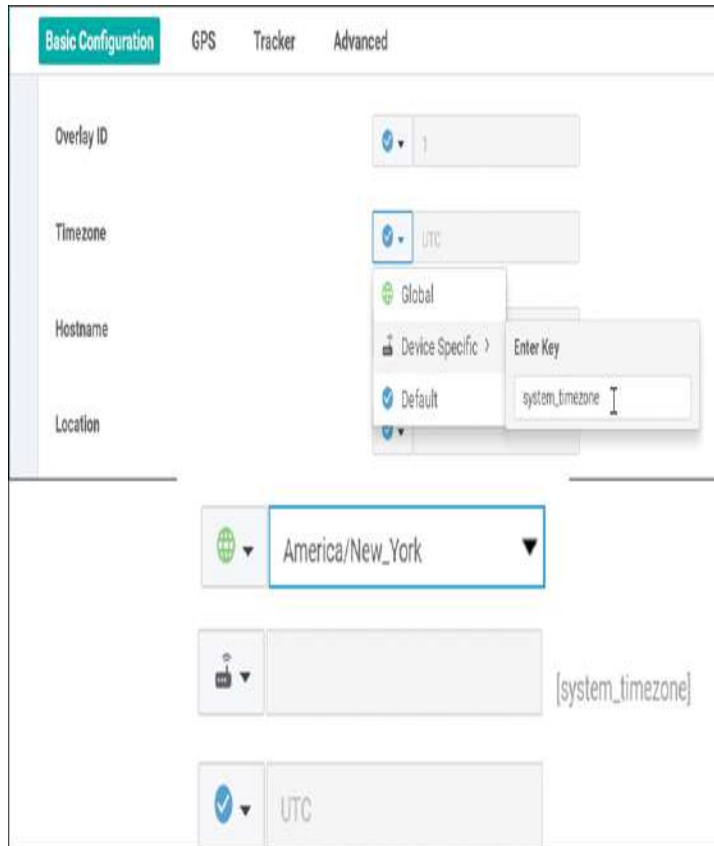 Basic Configuration GPS Tracker Advanced
Overlay ID 1
Timezone UTC
Global
Hostname
Device Specific > Enter Key
Default system_timezone
Location
America/New_York
[system_timezone]
UTC